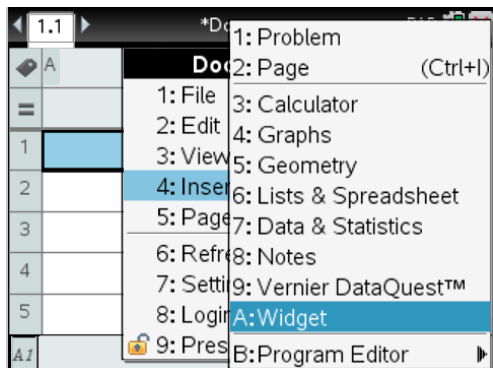 1.1 *Do
A
Do
=
1
2
3
4
5
A1
1: File
2: Edit
3: View
4: Inser
5: Page
6: Refre
7: Settin
8: Login
9: Pres
1: Problem
2: Page (Ctrl+I)
3: Calculator
4: Graphs
5: Geometry
6: Lists & Spreadsheet
7: Data & Statistics
8: Notes
9: Vernier DataQuest™
A: Widget
B: Program Editor